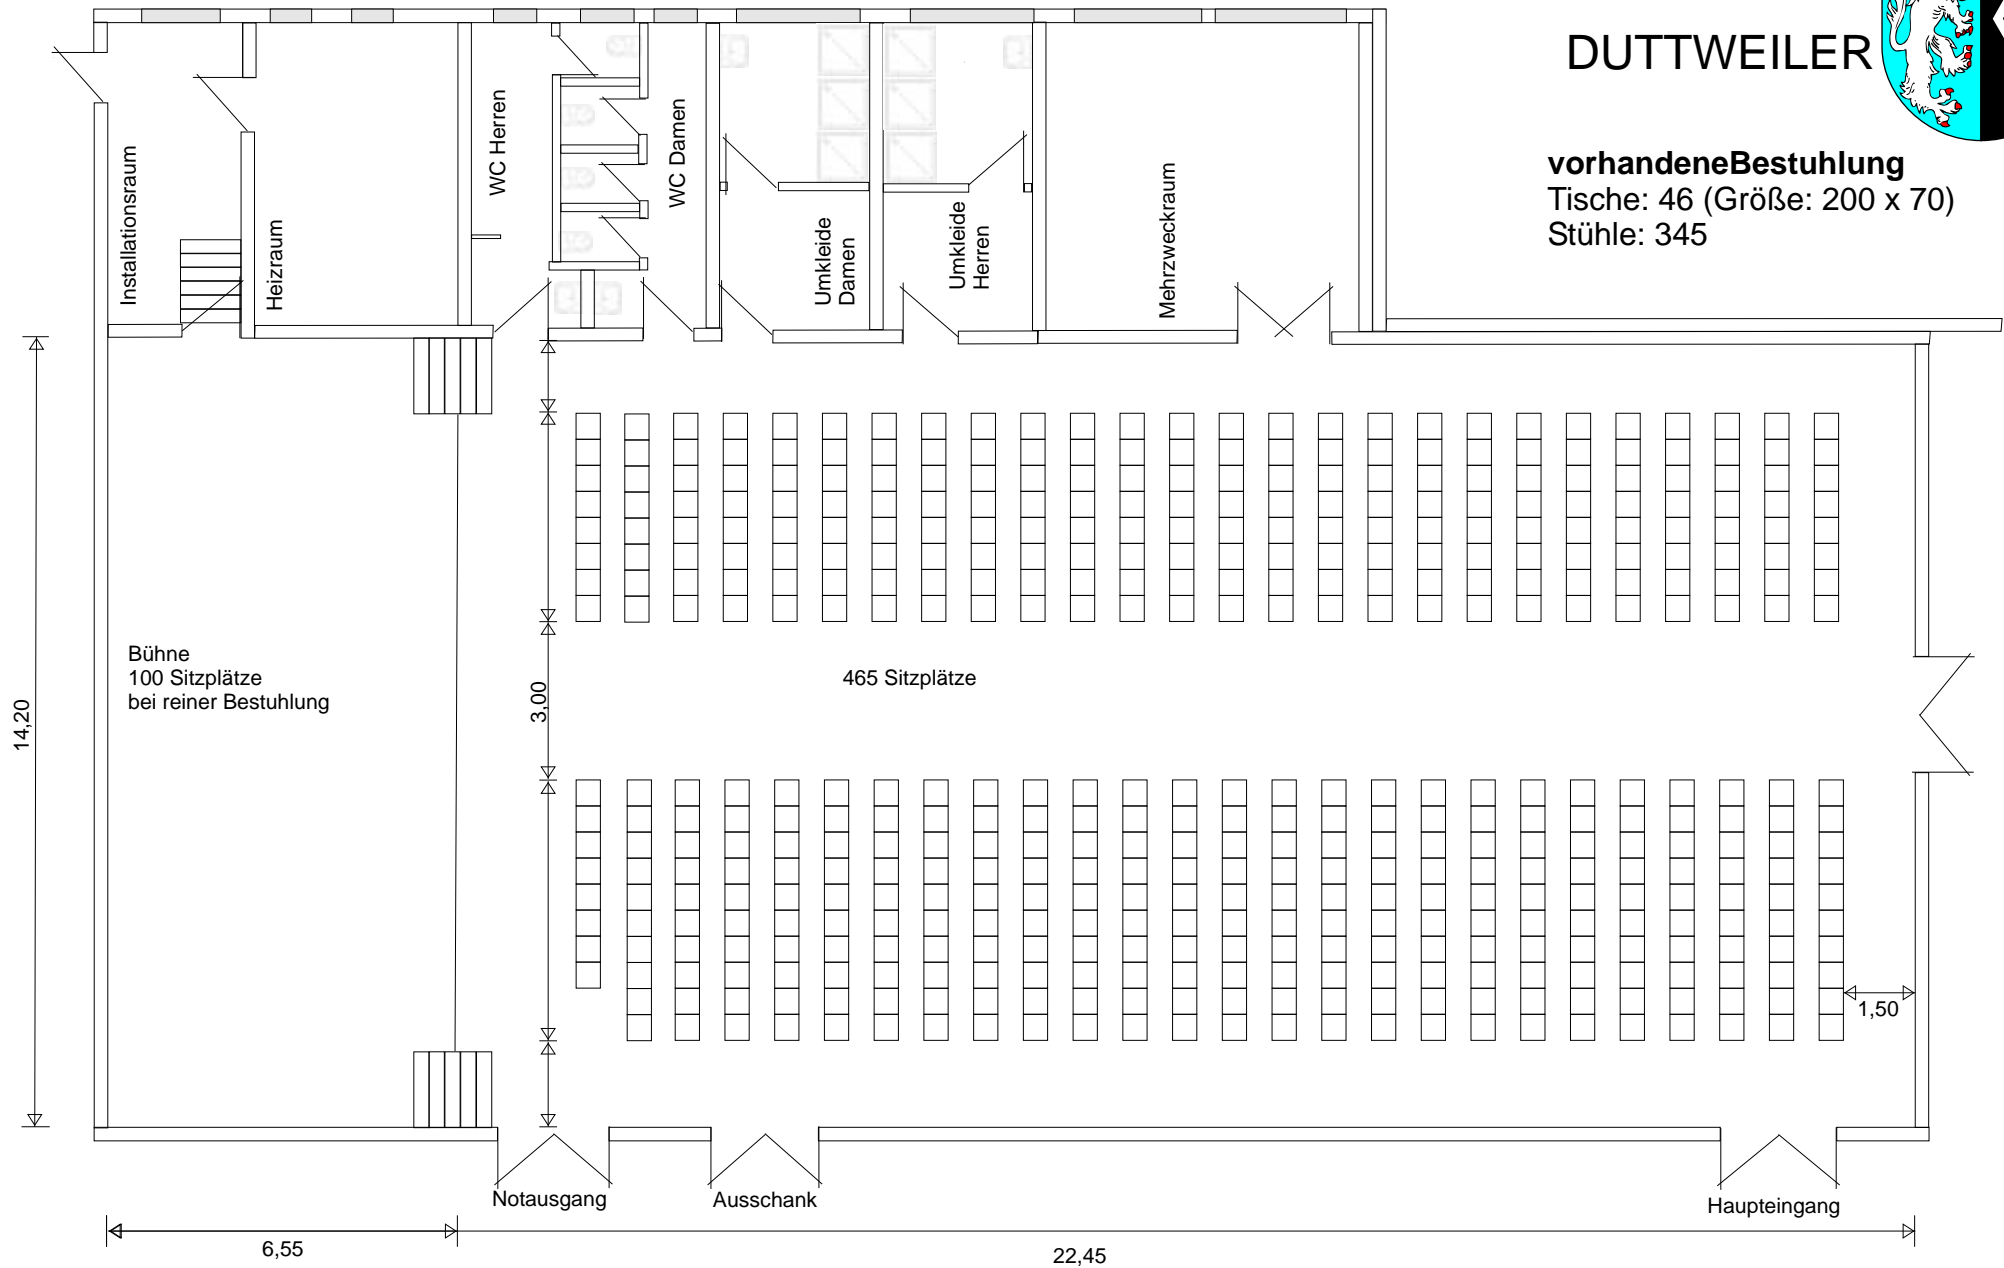 DUTTWEILER
vorhandeneBestuhlung
Tische: 46 (Größe: 200 x 70)
Stühle: 345
Installationsraum
Heizraum
WC Herren
WC Damen
Umkleide
Damen
Umkleide
Herren
Mehrzweckraum
Bühne
100 Sitzplätze
bei reiner Bestuhlung
465 Sitzplätze
14,20
3,00
1,50
Notausgang
Ausschank
Haupteingang
6,55
22,45